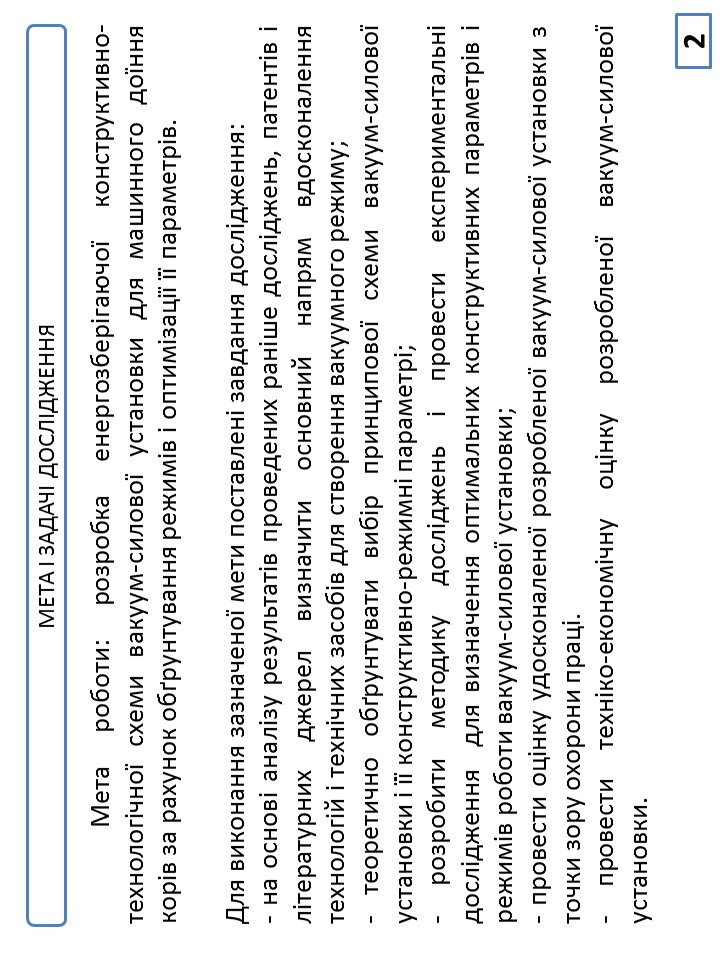 МЕТА І ЗАДАЧІ ДОСЛІДЖЕННЯ
Мета роботи: розробка енергозберігаючої конструктивно-
технологічної схеми вакуум-силової установки для машинного доїння
корів за рахунок обґрунтування режимів і оптимізації її параметрів.
Для виконання зазначеної мети поставлені завдання дослідження:
- на основі аналізу результатів проведених раніше досліджень, патентів і
літературних джерел визначити основний напрям вдосконалення
технологій і технічних засобів для створення вакуумного режиму;
- теоретично обґрунтувати вибір принципової схеми вакуум-силової
установки і її конструктивно-режимні параметрі;
- розробити методику досліджень і провести експериментальні
дослідження для визначення оптимальних конструктивних параметрів і
режимів роботи вакуум-силової установки;
- провести оцінку удосконаленої розробленої вакуум-силової установки з
точки зору охорони праці.
- провести техніко-економічну оцінку розробленої вакуум-силової
установки.
2